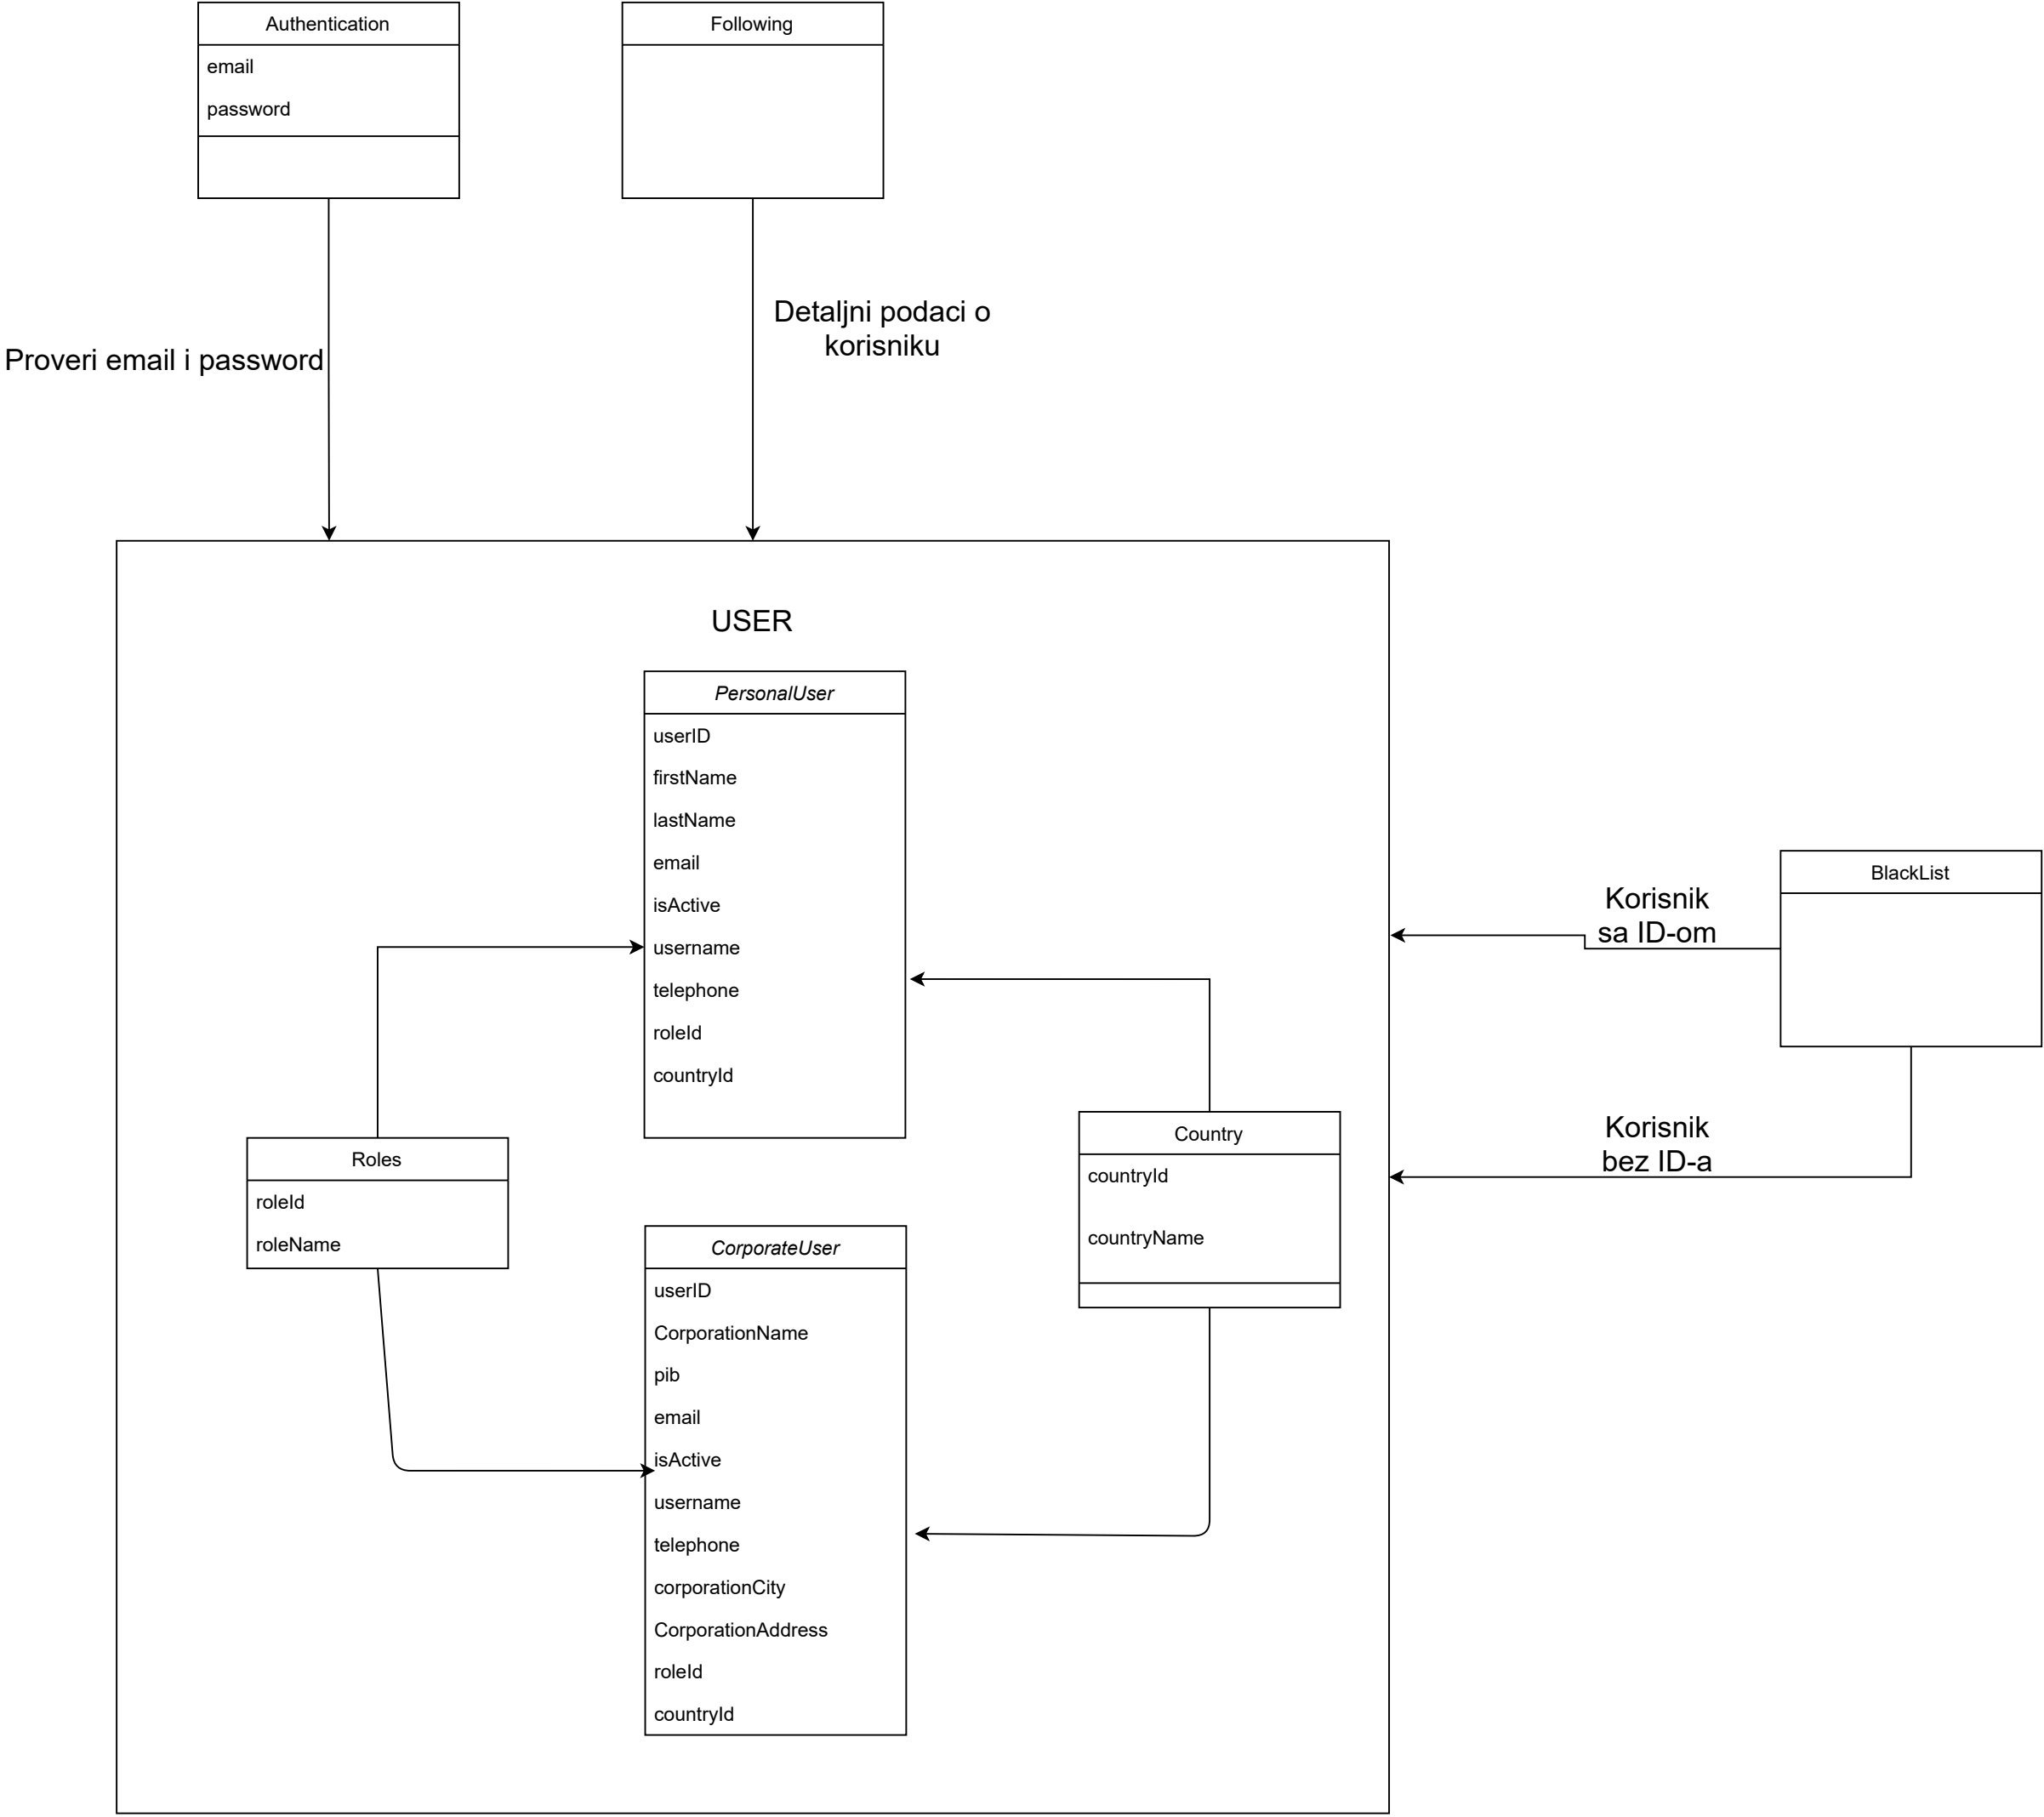 Authentication
email
password
Following
Proveri email i password
Detaljni podaci o
korisniku
USER
PersonalUser
userID
firstName
lastName
email
isActive
username
telephone
roleId
countryId
Roles
roleId
roleName
Country
countryId
countryName
CorporateUser
userID
CorporationName
pib
email
isActive
username
telephone
corporationCity
CorporationAddress
roleId
countryId
BlackList
Korisnik
sa ID-om
Korisnik
bez ID-a